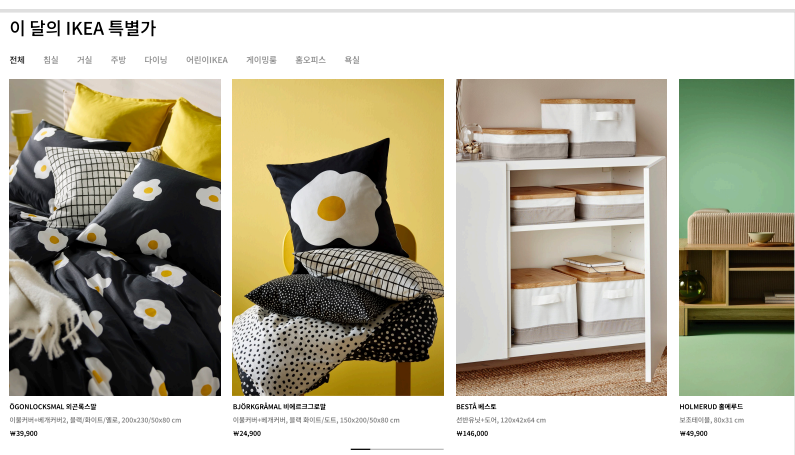 이 달의 IKEA 특별가
전체 침실 거실 주방 다이닝 어린이IKEA 게이밍룸 홈오피스 욕실
ÖGONLOCKSMAL 외곤록스말
이불커버+베개커버2, 블랙/화이트/옐로, 200x230/50x80 cm
₩39,900
BJÖRKGRÅMAL 비에르크그로말
이불커버+베개커버, 블랙 화이트/도트, 150x200/50x80 cm
₩24,900
BESTÅ 베스토
선반유닛+도어, 120x42x64 cm
₩146,000
HOLMERUD 홀메루드
보조테이블, 80x31 cm
₩49,900